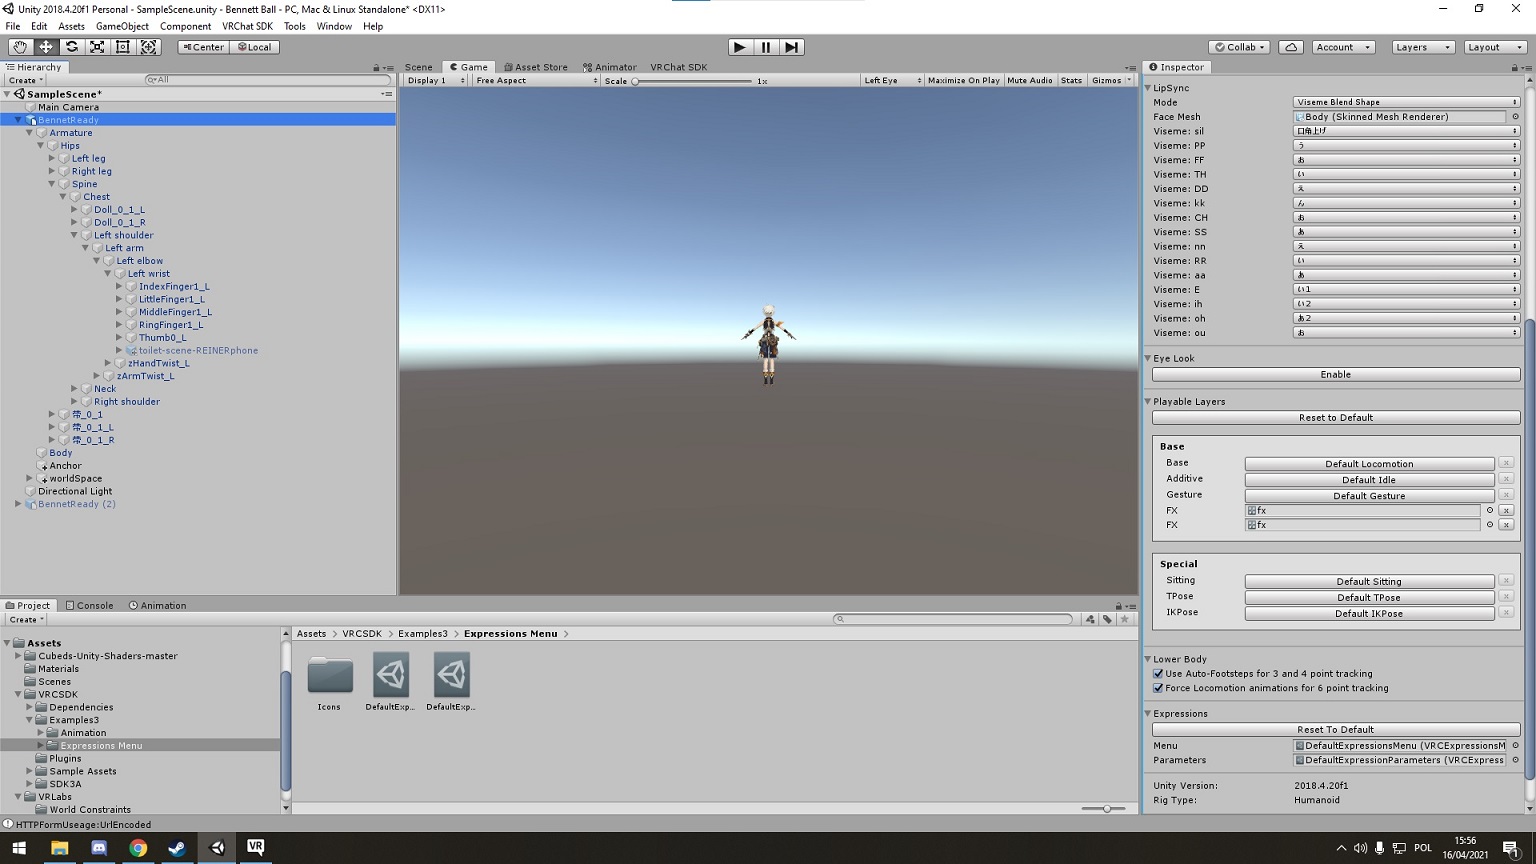 Unity 2018.4.20f1 Personal - SampleScene.unity - Bennett Ball - PC, Mac & Linux Standalone* <DX11>
File Edit Assets GameObject Component VRChat SDK Tools Window Help
Center Local
Collab Account Layers Layout
Hierarchy
Create All
SampleScene*
Main Camera
BennetReady
Armature
Hips
Left leg
Right leg
Spine
Chest
Doll_0_1_L
Doll_0_1_R
Left shoulder
Left arm
Left elbow
Left wrist
IndexFinger1_L
LittleFinger1_L
MiddleFinger1_L
RingFinger1_L
Thumb0_L
toilet-scene-REINERphone
zHandTwist_L
zArmTwist_L
Neck
Right shoulder
帯_0_1
帯_0_1_L
帯_0_1_R
Body
Anchor
worldSpace
Directional Light
BennetReady (2)
Scene Game Asset Store Animator VRChat SDK
Display 1 Free Aspect Scale 1x Left Eye Maximize On Play Mute Audio Stats Gizmos
Inspector
LipSync
Mode Viseme Blend Shape
Face Mesh Body (Skinned Mesh Renderer)
Viseme: sil 口角上げ
Viseme: PP う
Viseme: FF お
Viseme: TH い
Viseme: DD え
Viseme: kk ん
Viseme: CH お
Viseme: SS あ
Viseme: nn え
Viseme: RR い
Viseme: aa あ
Viseme: E い1
Viseme: ih い2
Viseme: oh あ2
Viseme: ou お
Eye Look
Enable
Playable Layers
Reset to Default
Base
Base Default Locomotion
Additive Default Idle
Gesture Default Gesture
FX fx
FX fx
Special
Sitting Default Sitting
TPose Default TPose
IKPose Default IKPose
Lower Body
Use Auto-Footsteps for 3 and 4 point tracking
Force Locomotion animations for 6 point tracking
Expressions
Reset To Default
Menu DefaultExpressionsMenu (VRCExpressionsM
Parameters DefaultExpressionParameters (VRCExpress
Unity Version: 2018.4.20f1
Rig Type: Humanoid
Project Console Animation
Create
Assets
Cubeds-Unity-Shaders-master
Materials
Scenes
VRCSDK
Dependencies
Examples3
Animation
Expressions Menu
Plugins
Sample Assets
SDK3A
VRLabs
World Constraints
Assets VRCSDK Examples3 Expressions Menu
Icons DefaultExp... DefaultExp...
HTTPFormUseage:UrlEncoded
VR
POL
15:56
16/04/2021
1